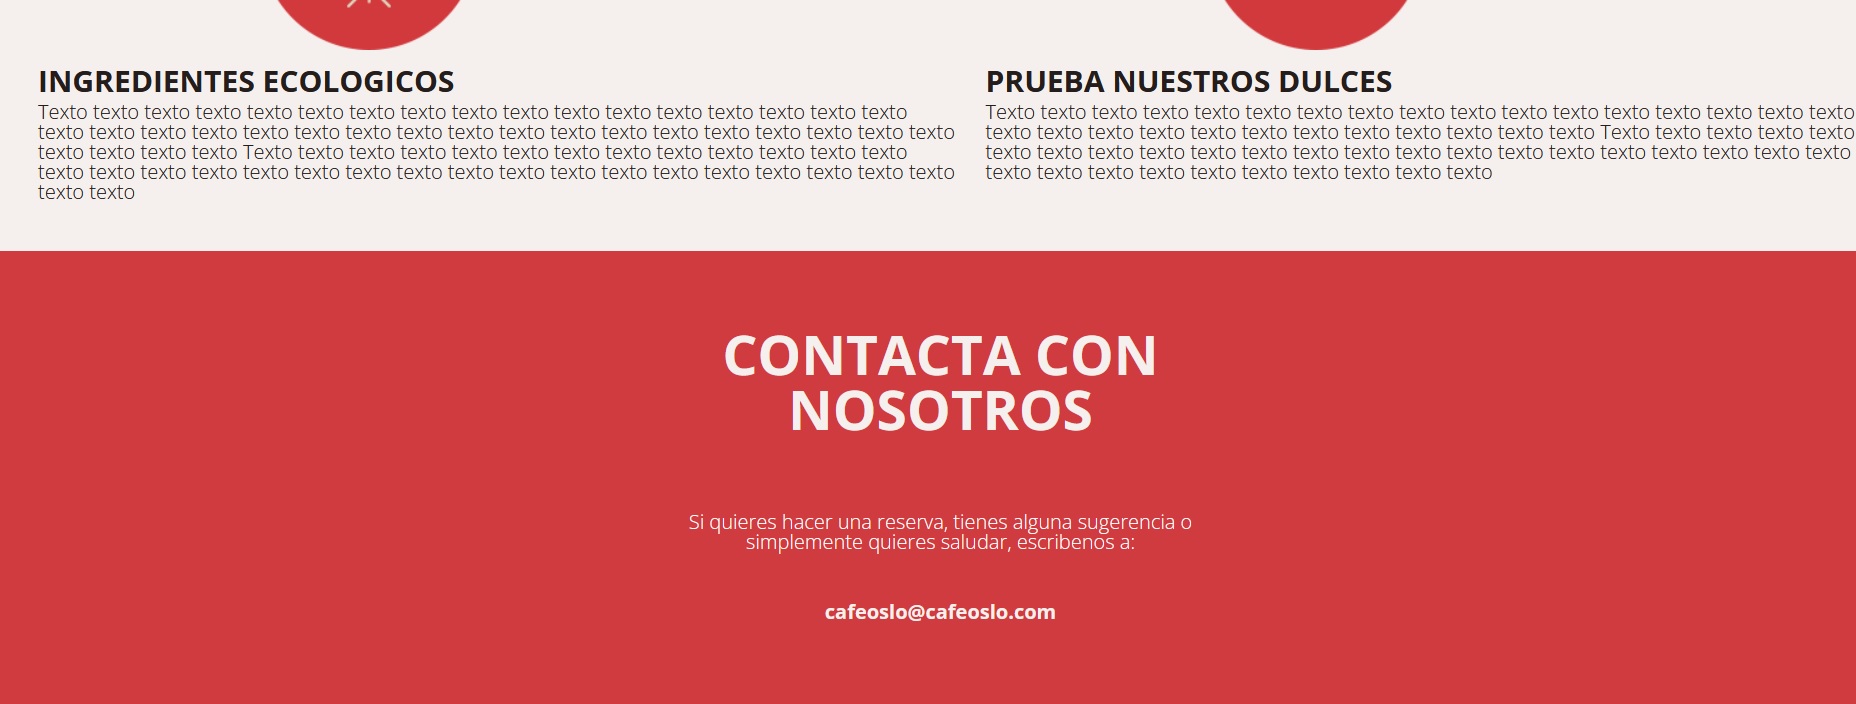 INGREDIENTES ECOLOGICOS
Texto texto texto texto texto texto texto texto texto texto texto texto texto texto texto texto texto
texto texto texto texto texto texto texto texto texto texto texto texto texto texto texto texto texto texto
texto texto texto texto Texto texto texto texto texto texto texto texto texto texto texto texto texto
texto texto texto texto texto texto texto texto texto texto texto texto texto texto texto texto texto texto
texto texto
PRUEBA NUESTROS DULCES
Texto texto texto texto texto texto texto texto texto texto texto texto texto texto texto texto texto
texto texto texto texto texto texto texto texto texto texto texto texto Texto texto texto texto texto
texto texto texto texto texto texto texto texto texto texto texto texto texto texto texto texto texto
texto texto texto texto texto texto texto texto texto texto
CONTACTA CON
NOSOTROS
Si quieres hacer una reserva, tienes alguna sugerencia o
simplemente quieres saludar, escribenos a:
cafeoslo@cafeoslo.com